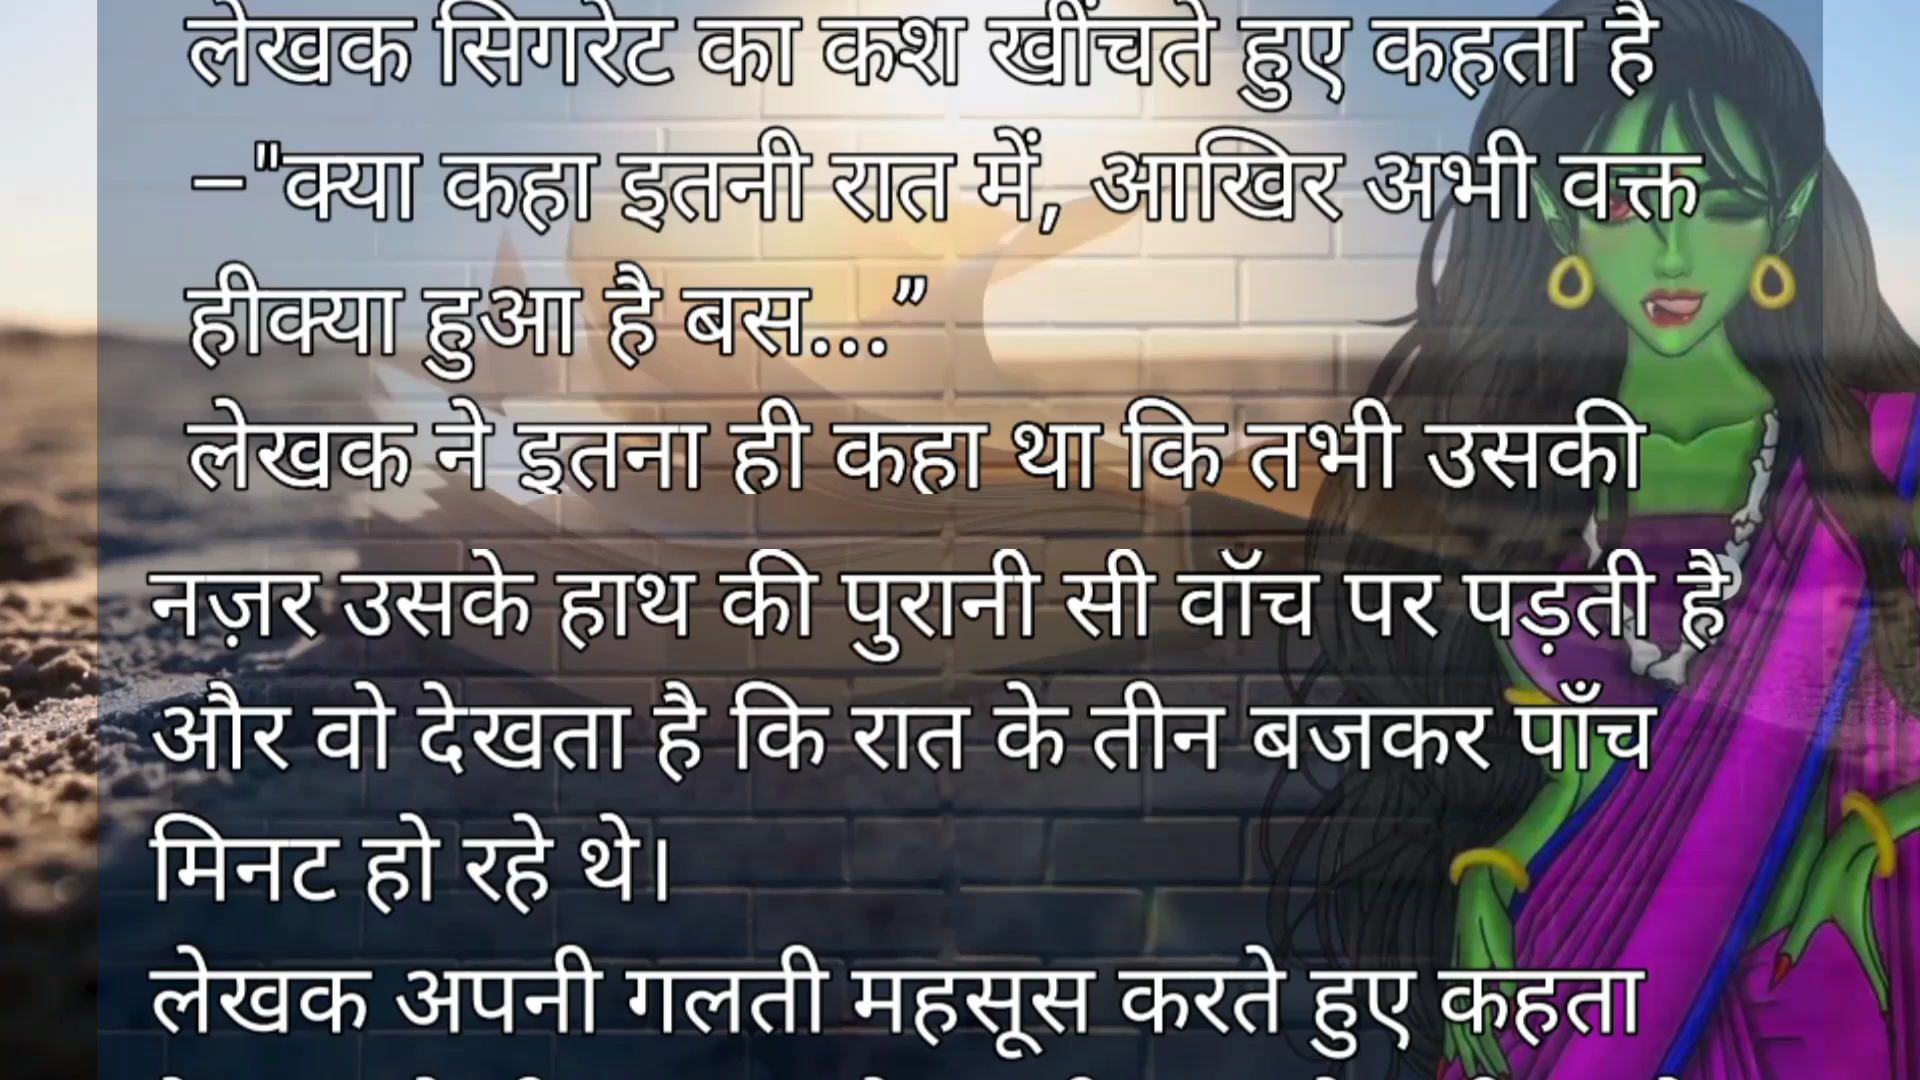 लेखक सिगरेट का कश खींचते हुए कहता है
–"क्या कहा इतनी रात में, आखिर अभी वक्त
हीक्या हुआ है बस...”
लेखक ने इतना ही कहा था कि तभी उसकी
नज़र उसके हाथ की पुरानी सी वॉच पर पड़ती है
और वो देखता है कि रात के तीन बजकर पाँच
मिनट हो रहे थे।
लेखक अपनी गलती महसूस करते हुए कहता